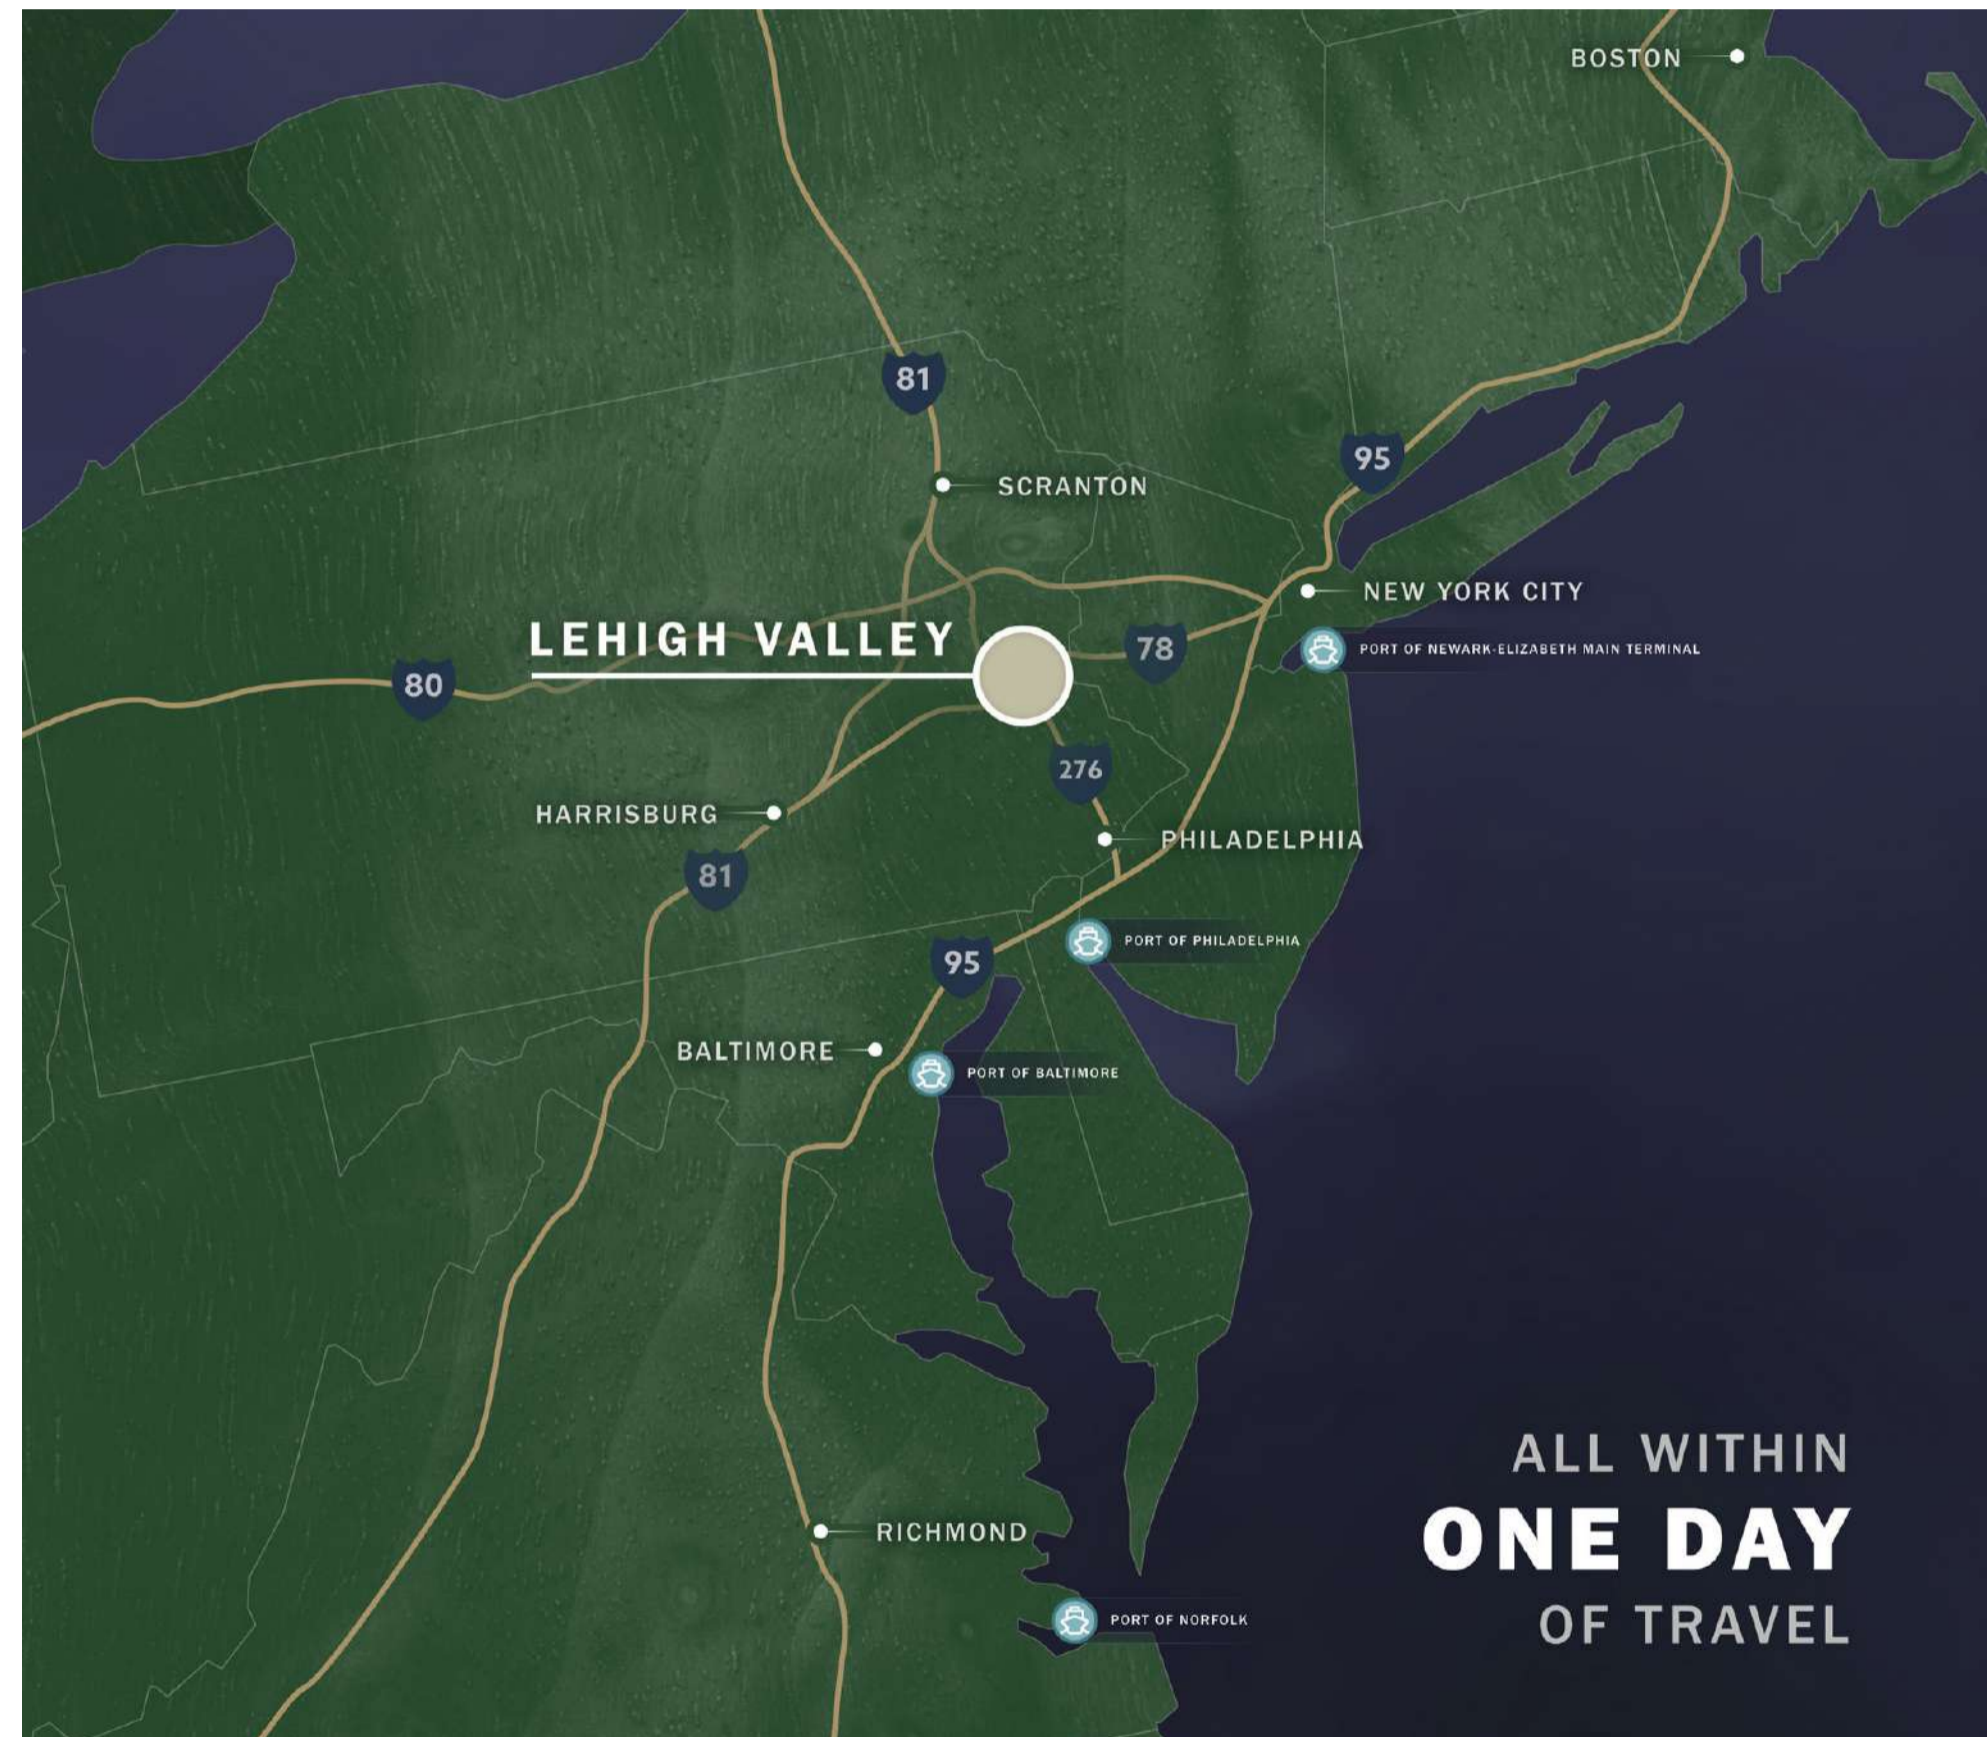 BOSTON
81
95
SCRANTON
NEW YORK CITY
LEHIGH VALLEY
78
PORT OF NEWARK-ELIZABETH MAIN TERMINAL
80
276
HARRISBURG
PHILADELPHIA
81
PORT OF PHILADELPHIA
95
BALTIMORE
PORT OF BALTIMORE
ALL WITHIN
ONE DAY
OF TRAVEL
RICHMOND
PORT OF NORFOLK